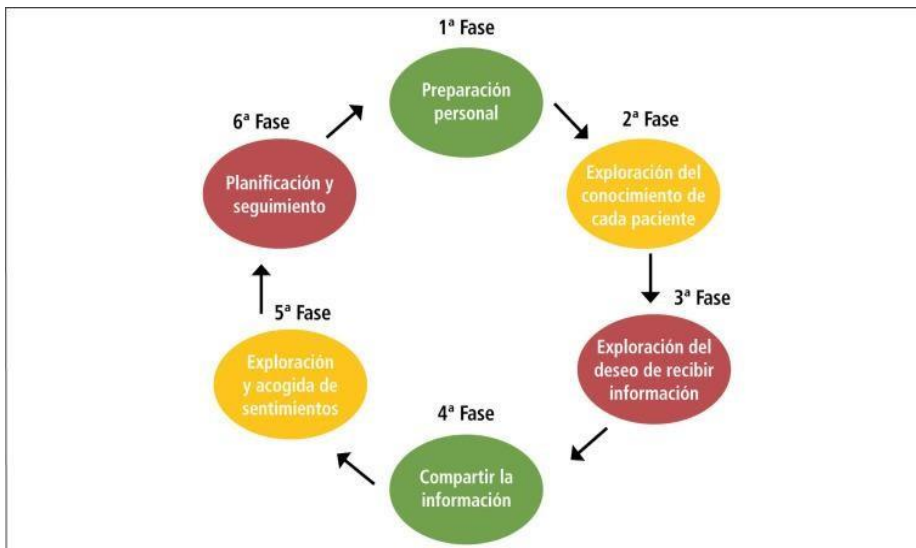 1ª Fase
Preparación
personal
2ª Fase
Exploración del
conocimiento de
cada paciente
3ª Fase
Exploración del
deseo de recibir
información
4ª Fase
Compartir la
información
5ª Fase
Exploración
y acogida de
sentimientos
6ª Fase
Planificación y
seguimiento